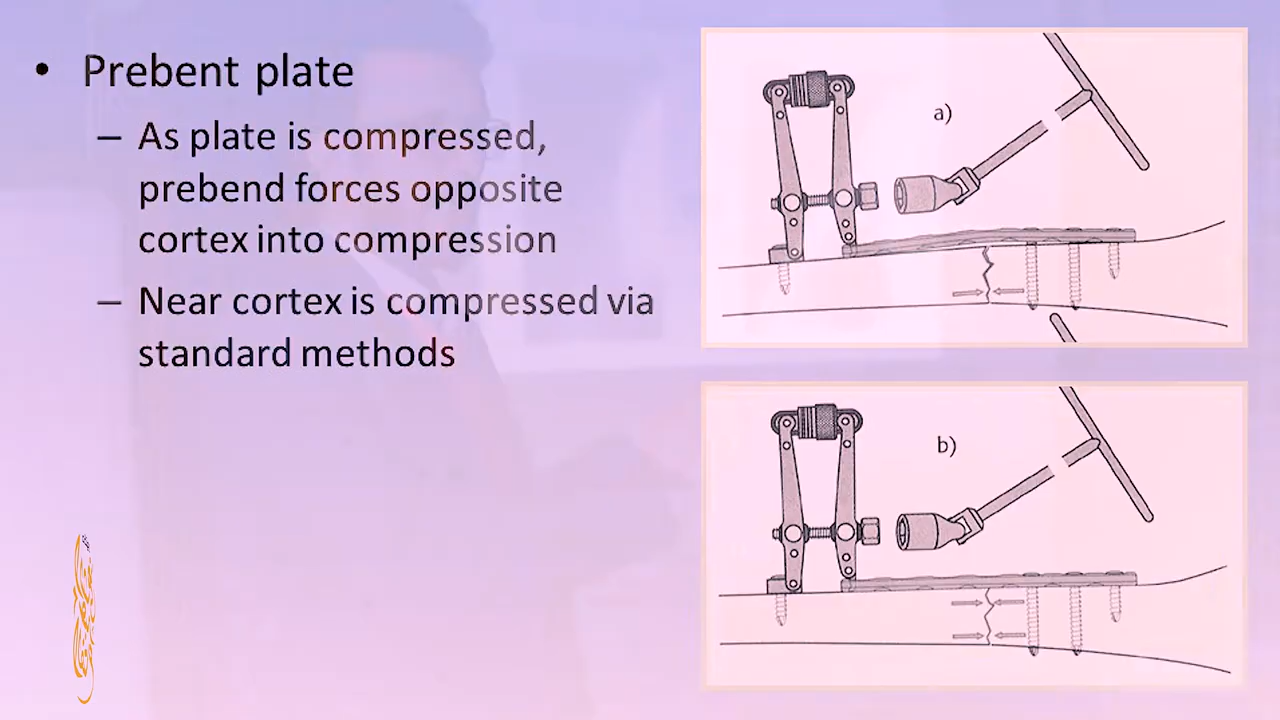 • Prebent plate
– As plate is compressed,
prebend forces opposite
cortex into compression
– Near cortex is compressed via
standard methods
a)
b)